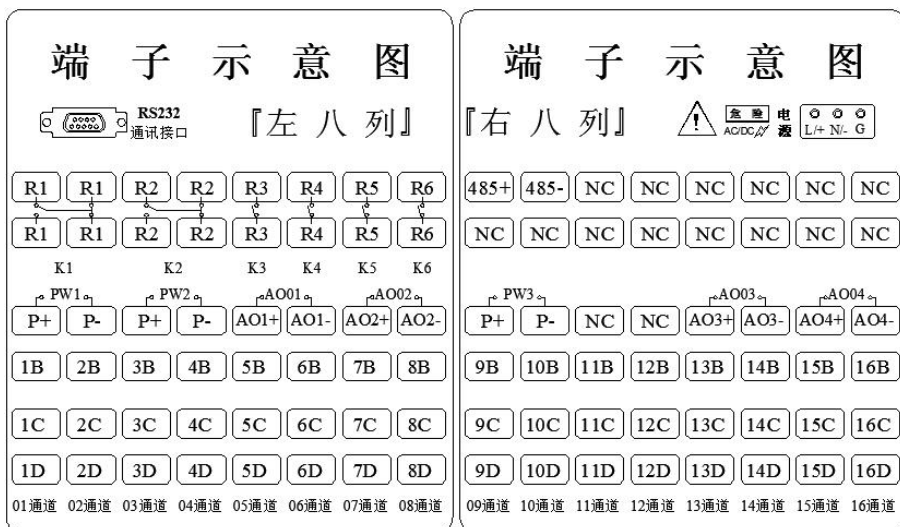 端子示意图
RS232
通讯接口
『左八列』
R1 R1 R2 R2 R3 R4 R5 R6
R1 R1 R2 R2 R3 R4 R5 R6
K1 K2 K3 K4 K5 K6
PW1 PW2 AO01 AO02
P+ P- P+ P- AO1+ AO1- AO2+ AO2-
1B 2B 3B 4B 5B 6B 7B 8B
1C 2C 3C 4C 5C 6C 7C 8C
1D 2D 3D 4D 5D 6D 7D 8D
01通道 02通道 03通道 04通道 05通道 06通道 07通道 08通道
端子示意图
『右八列』
危险
AC/DC
电源
L/+ N/- G
485+ 485- NC NC NC NC NC NC
NC NC NC NC NC NC NC NC
PW3 AO03 AO04
P+ P- NC NC AO3+ AO3- AO4+ AO4-
9B 10B 11B 12B 13B 14B 15B 16B
9C 10C 11C 12C 13C 14C 15C 16C
9D 10D 11D 12D 13D 14D 15D 16D
09通道 10通道 11通道 12通道 13通道 14通道 15通道 16通道